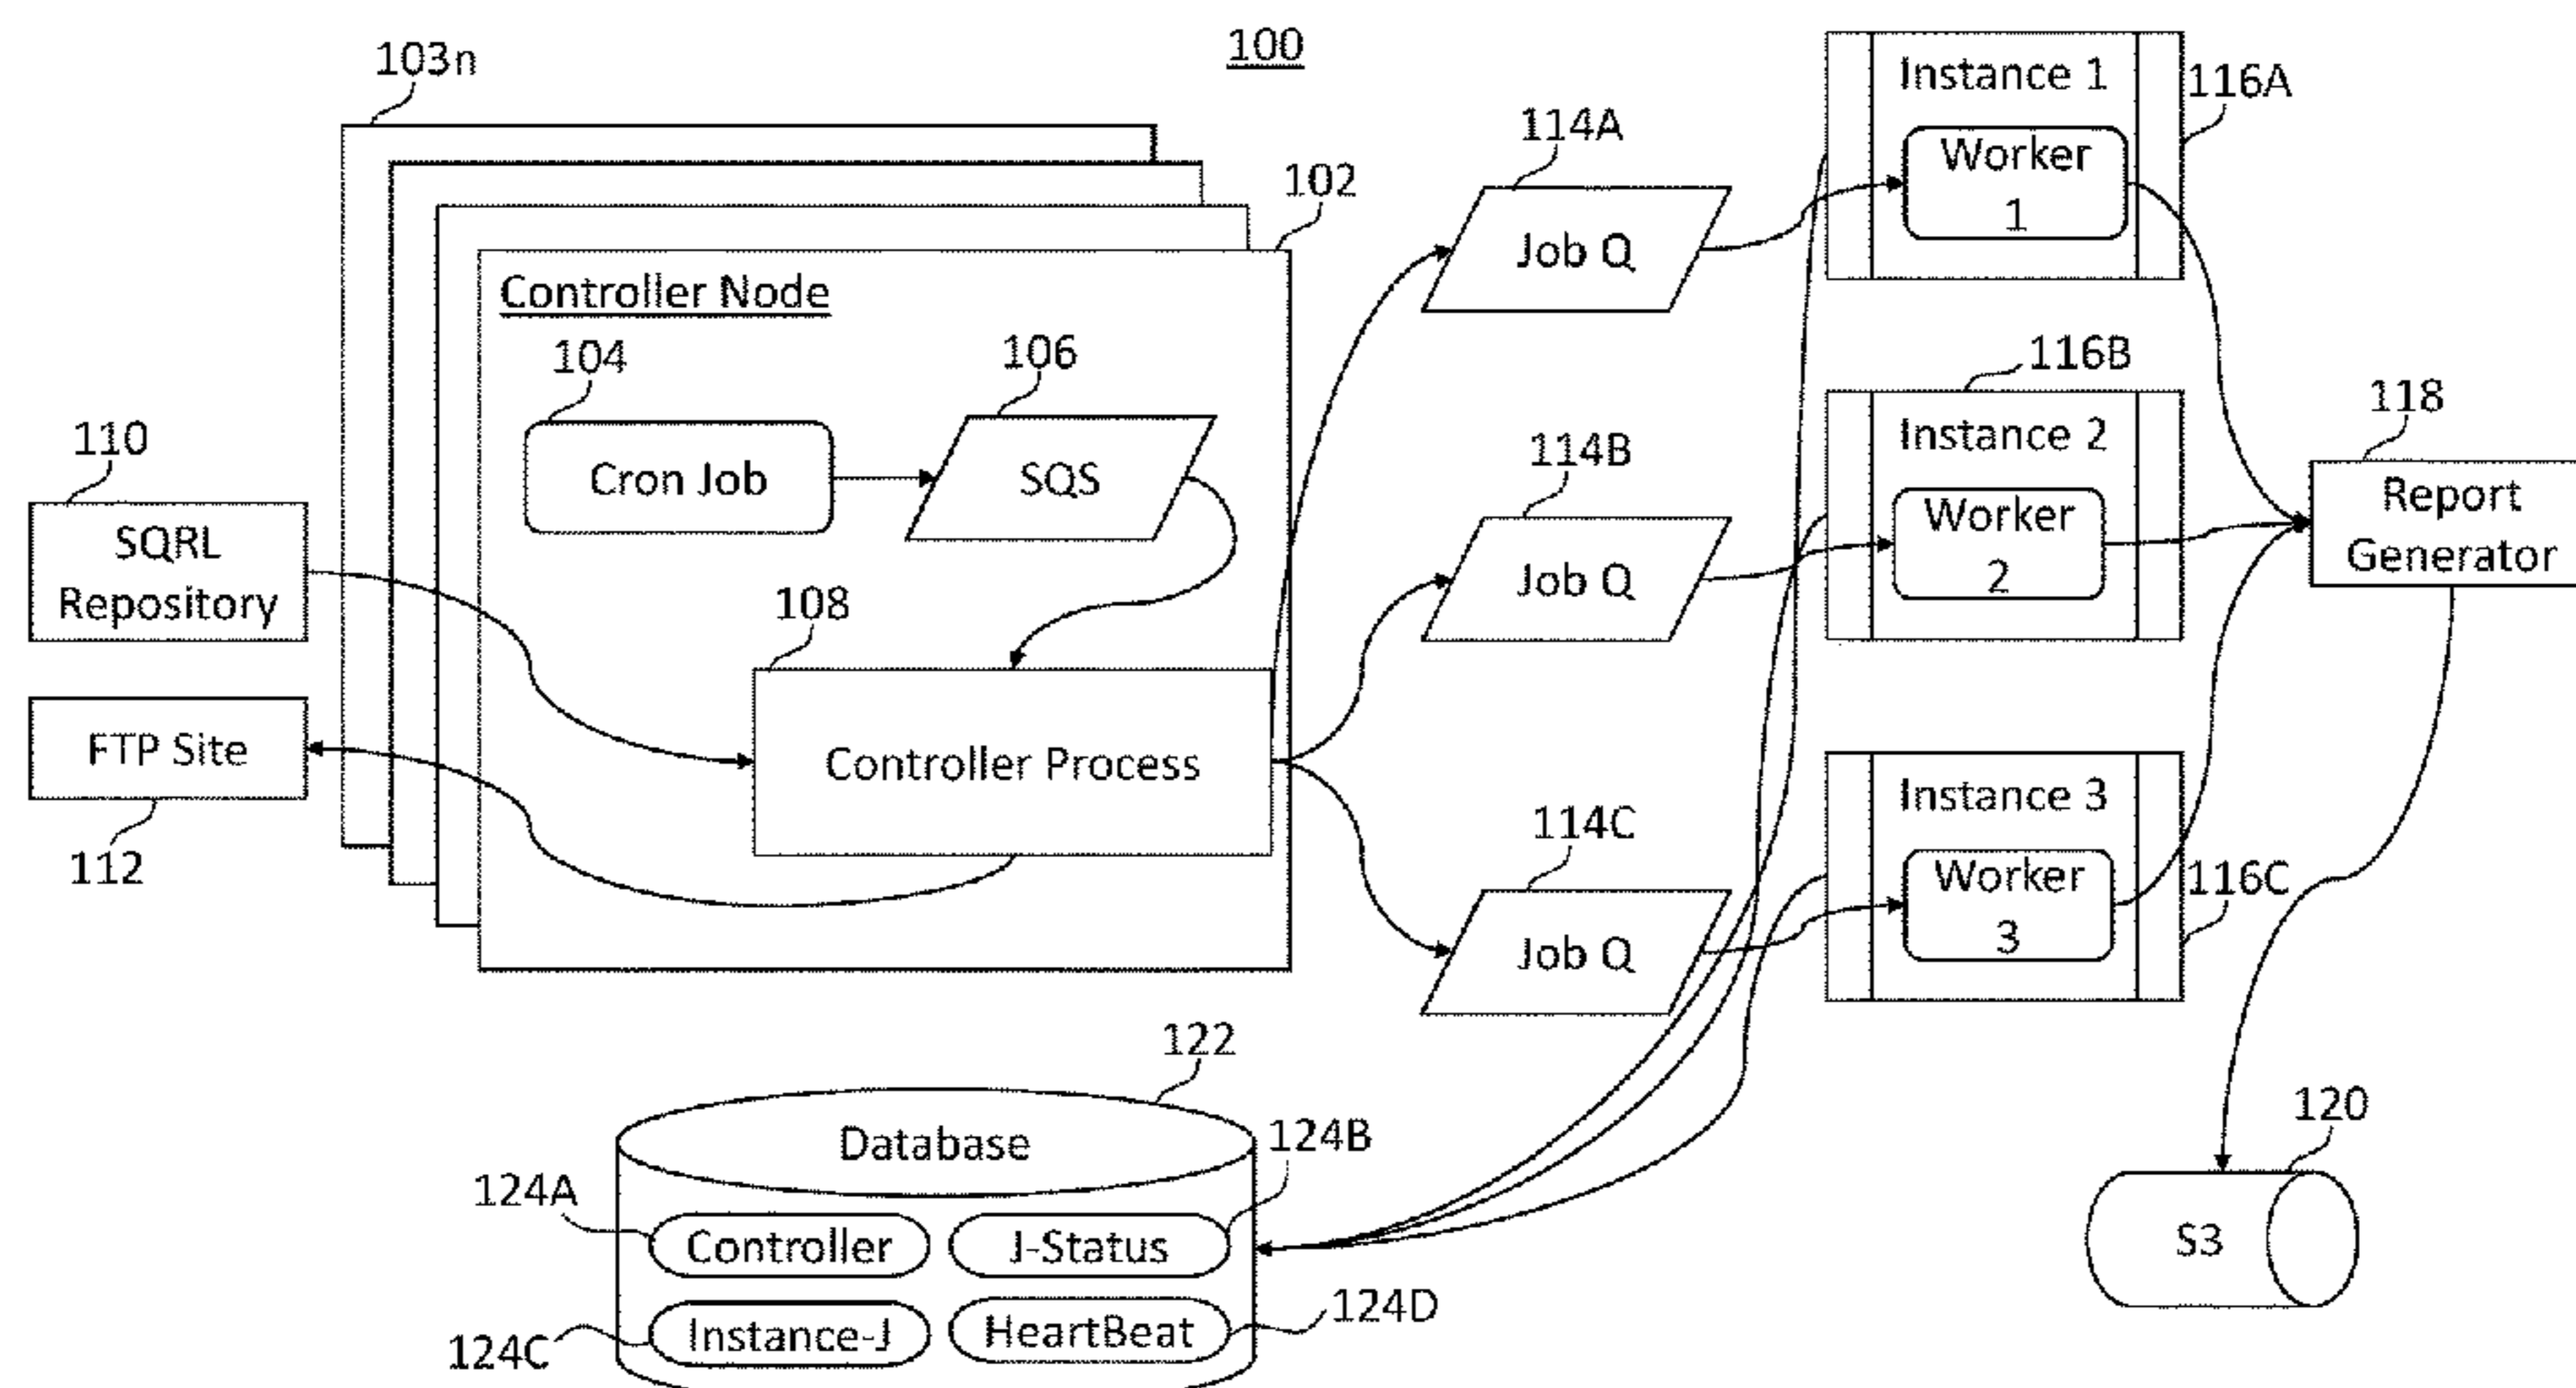 100
103n
102
Controller Node
104
Cron Job
106
SQS
108
Controller Process
110
SQRL
Repository
FTP Site
112
114A
Job Q
114B
Job Q
114C
Job Q
Instance 1
Worker
1
116A
116B
Instance 2
Worker
2
Instance 3
Worker
3
116C
118
Report
Generator
120
S3
122
Database
124A
Controller
124B
J-Status
124C
Instance-J
HeartBeat
124D